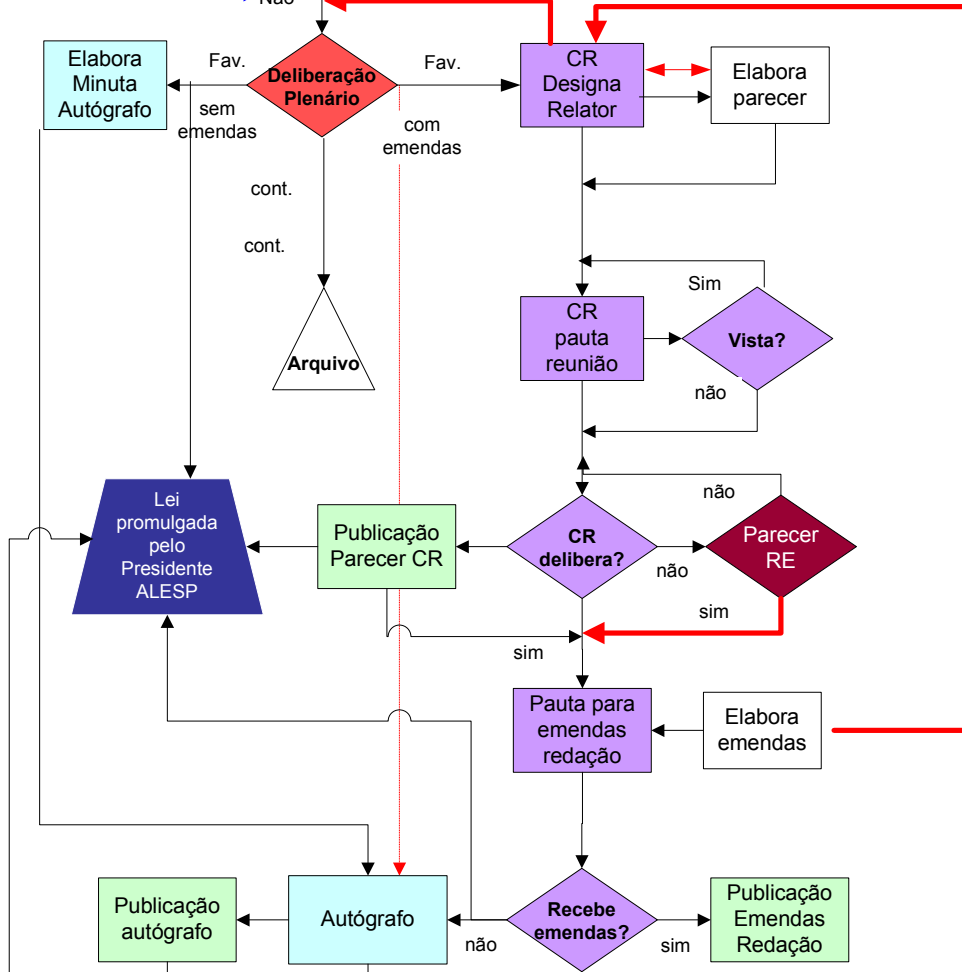 Não
Elabora
Minuta
Autógrafo
Fav.
sem
emendas
Deliberação
Plenário
Fav.
com
emendas
CR
Designa
Relator
Elabora
parecer
cont.
cont.
Arquivo
Sim
CR
pauta
reunião
Vista?
não
Lei
promulgada
pelo
Presidente
ALESP
Publicação
Parecer CR
CR
delibera?
não
não
Parecer
RE
sim
sim
Pauta para
emendas
redação
Elabora
emendas
Publicação
autógrafo
Autógrafo
não
Recebe
emendas?
sim
Publicação
Emendas
Redação